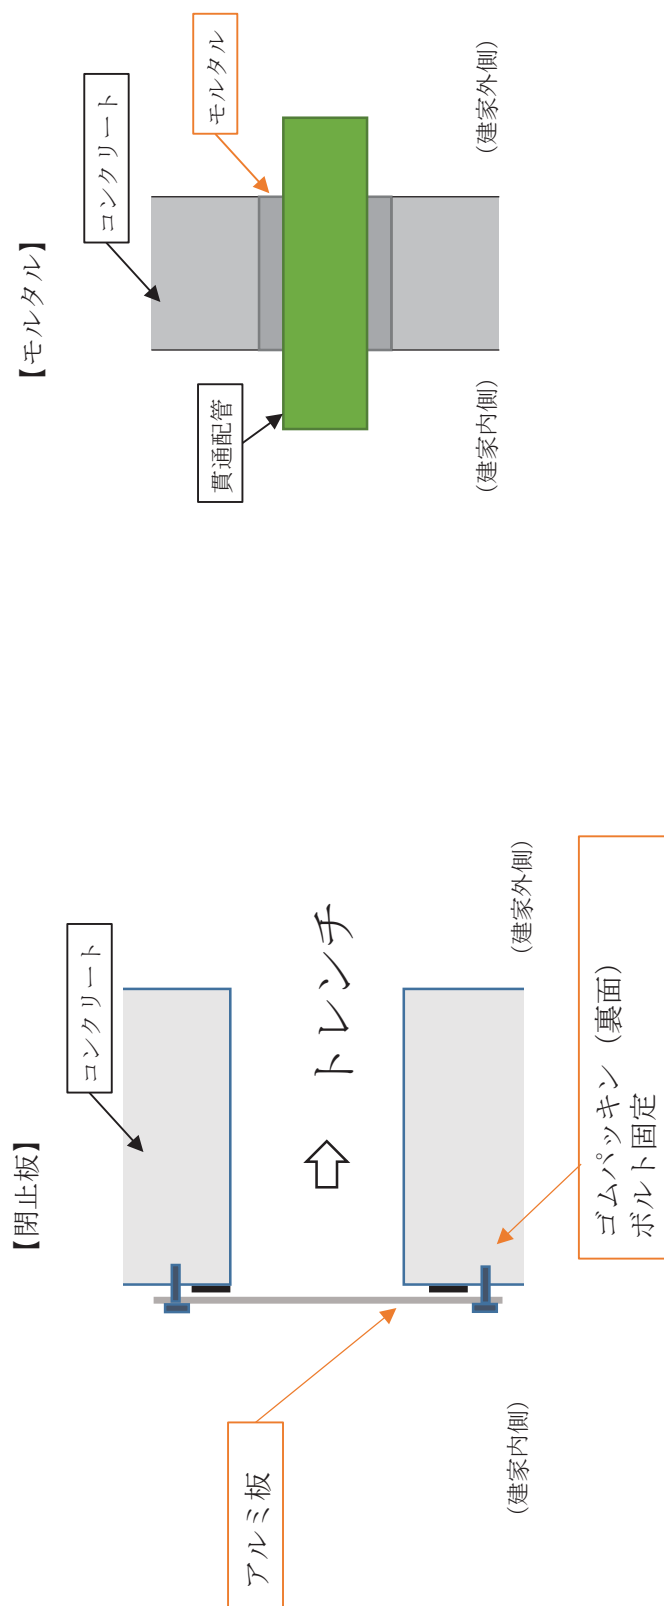 【閉止板】
コンクリート
トレンチ
アルミ板
(建家内側)
(建家外側)
ゴムパッキン（裏面）
ボルト固定
【モルタル】
コンクリート
モルタル
貫通配管
(建家内側)
(建家外側)